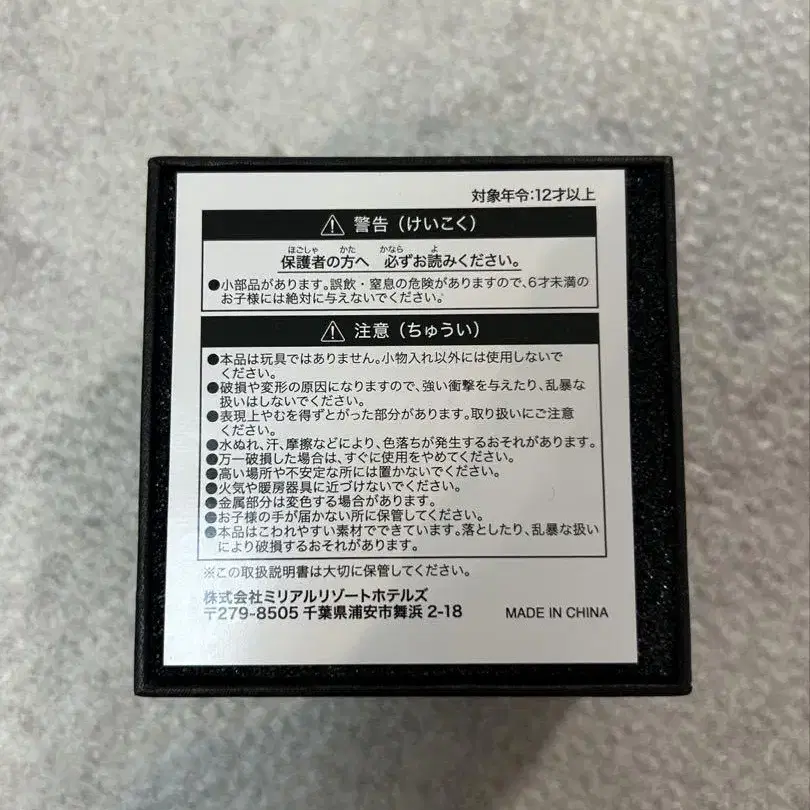 対象年令:12才以上
⚠ 警告（けいこく）
ほごしゃ かた かなら よ
保護者の方へ 必ずお読みください。
●小部品があります。誤飲・窒息の危険がありますので、6才未満の
お子様には絶対に与えないでください。
⚠ 注意（ちゅうい）
●本品は玩具ではありません。小物入れ以外には使用しないで
ください。
●破損や変形の原因になりますので、強い衝撃を与えたり、乱暴な
扱いはしないでください。
●表現上やむを得ずとがった部分があります。取り扱いにご注意
ください。
●水ぬれ、汗、摩擦などにより、色落ちが発生するおそれがあります。
●万一破損した場合は、すぐに使用をやめてください。
●高い場所や不安定な所には置かないでください。
●火気や暖房器具に近づけないでください。
●金属部分は変色する場合があります。
●お子様の手が届かない所に保管してください。
●本品はこわれやすい素材でできています。落としたり、乱暴な扱い
により破損するおそれがあります。
※この取扱説明書は大切に保管してください。
株式会社ミリアルリゾートホテルズ
〒279-8505 千葉県浦安市舞浜 2-18 MADE IN CHINA